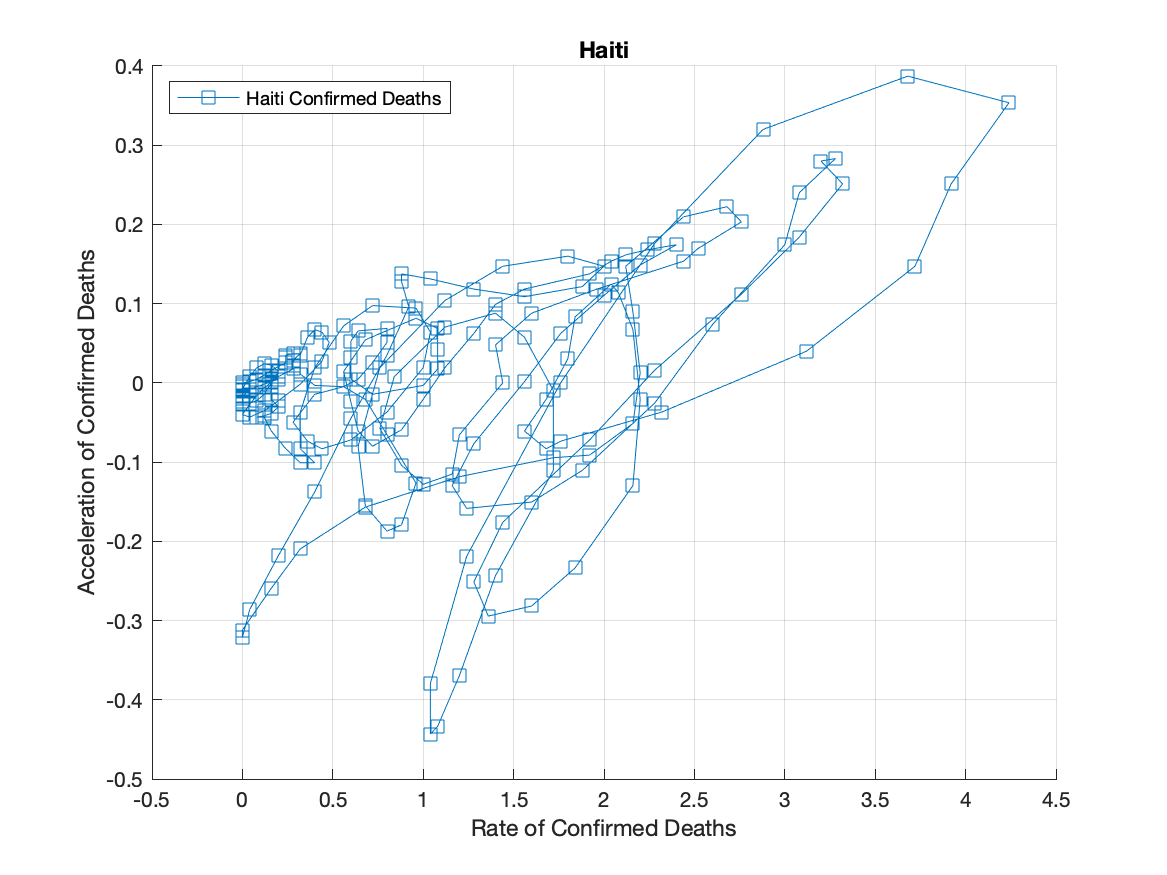 Haiti
Haiti Confirmed Deaths
0.4
0.3
0.2
0.1
0
-0.1
-0.2
-0.3
-0.4
-0.5
Acceleration of Confirmed Deaths
-0.5 0 0.5 1 1.5 2 2.5 3 3.5 4 4.5
Rate of Confirmed Deaths